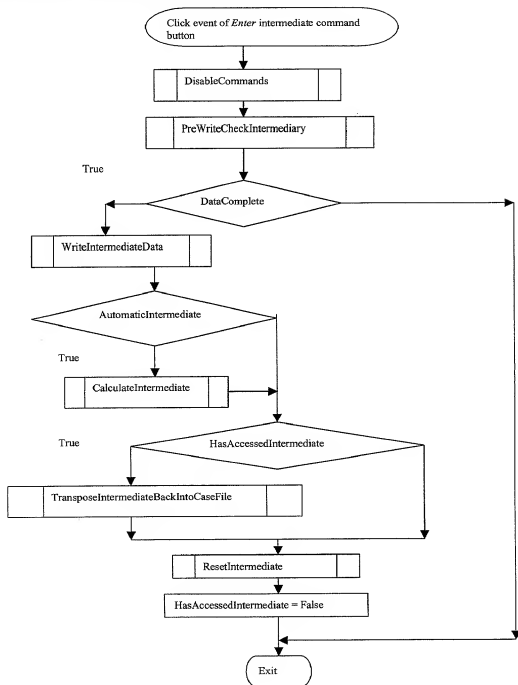 Click event of Enter intermediate command
button
DisableCommands
PreWriteCheckIntermediary
True
DataComplete
WriteIntermediateData
AutomaticIntermediate
True
CalculateIntermediate
True
HasAccessedIntermediate
TransposeIntermediateBackIntoCaseFile
ResetIntermediate
HasAccessedIntermediate = False
Exit